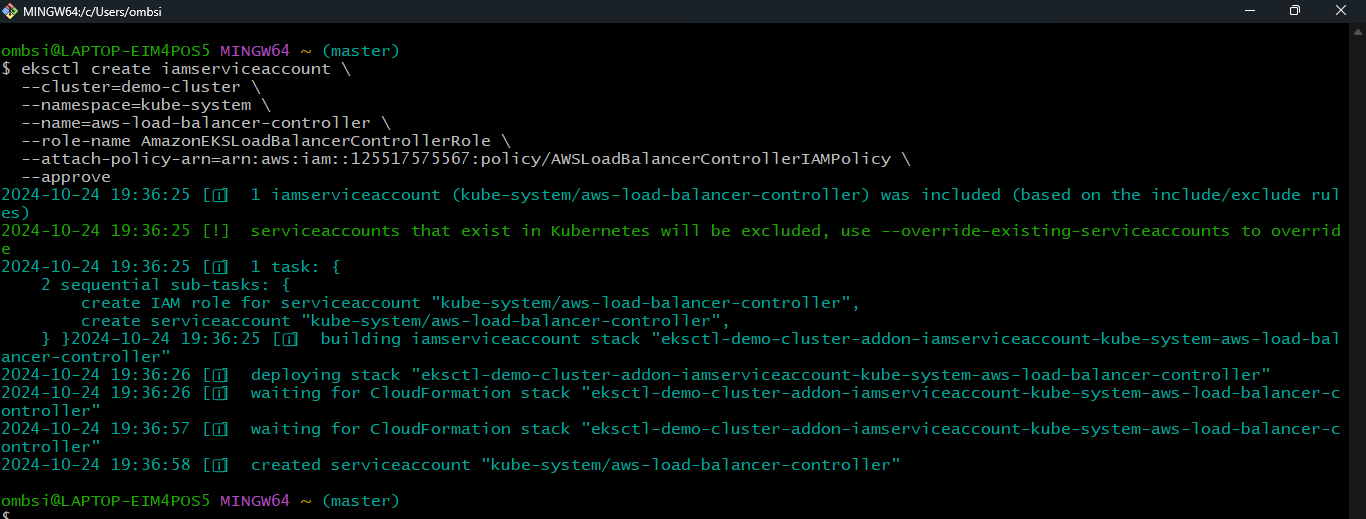 MINGW64:/c/Users/ombsi
ombsi@LAPTOP-EIM4POS5 MINGW64 ~ (master)
$ eksctl create iamserviceaccount \
  --cluster=demo-cluster \
  --namespace=kube-system \
  --name=aws-load-balancer-controller \
  --role-name AmazonEKSLoadBalancerControllerRole \
  --attach-policy-arn=arn:aws:iam::125517575567:policy/AWSLoadBalancerControllerIAMPolicy \
  --approve
2024-10-24 19:36:25 [ℹ]  1 iamserviceaccount (kube-system/aws-load-balancer-controller) was included (based on the include/exclude rul
es)
2024-10-24 19:36:25 [!]  serviceaccounts that exist in Kubernetes will be excluded, use --override-existing-serviceaccounts to overrid
e
2024-10-24 19:36:25 [ℹ]  1 task: {
    2 sequential sub-tasks: {
        create IAM role for serviceaccount "kube-system/aws-load-balancer-controller",
        create serviceaccount "kube-system/aws-load-balancer-controller",
    } }2024-10-24 19:36:25 [ℹ]  building iamserviceaccount stack "eksctl-demo-cluster-addon-iamserviceaccount-kube-system-aws-load-bal
ancer-controller"
2024-10-24 19:36:26 [ℹ]  deploying stack "eksctl-demo-cluster-addon-iamserviceaccount-kube-system-aws-load-balancer-controller"
2024-10-24 19:36:26 [ℹ]  waiting for CloudFormation stack "eksctl-demo-cluster-addon-iamserviceaccount-kube-system-aws-load-balancer-c
ontroller"
2024-10-24 19:36:57 [ℹ]  waiting for CloudFormation stack "eksctl-demo-cluster-addon-iamserviceaccount-kube-system-aws-load-balancer-c
ontroller"
2024-10-24 19:36:58 [ℹ]  created serviceaccount "kube-system/aws-load-balancer-controller"
ombsi@LAPTOP-EIM4POS5 MINGW64 ~ (master)
$